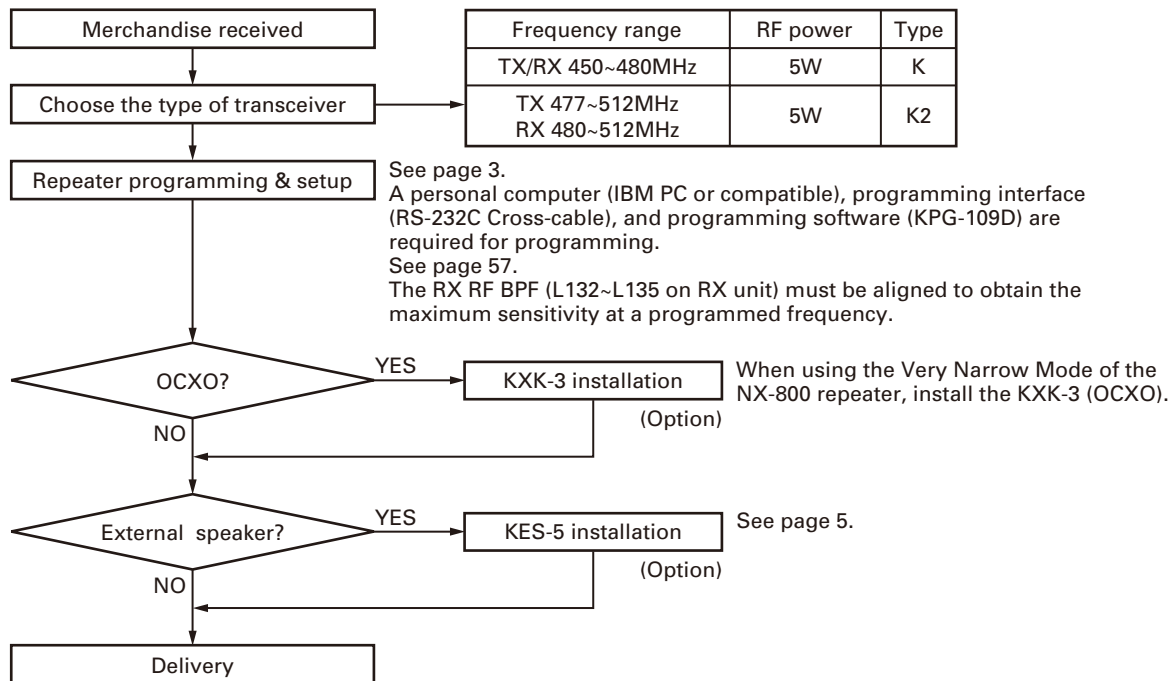 Merchandise received
Frequency range RF power Type
TX/RX 450~480MHz 5W K
Choose the type of transceiver
TX 477~512MHz
RX 480~512MHz
5W K2
Repeater programming & setup
See page 3.
A personal computer (IBM PC or compatible), programming interface
(RS-232C Cross-cable), and programming software (KPG-109D) are
required for programming.
See page 57.
The RX RF BPF (L132~L135 on RX unit) must be aligned to obtain the
maximum sensitivity at a programmed frequency.
OCXO?
YES
KXK-3 installation
(Option)
When using the Very Narrow Mode of the
NX-800 repeater, install the KXK-3 (OCXO).
NO
External speaker?
YES
KES-5 installation
(Option)
See page 5.
NO
Delivery